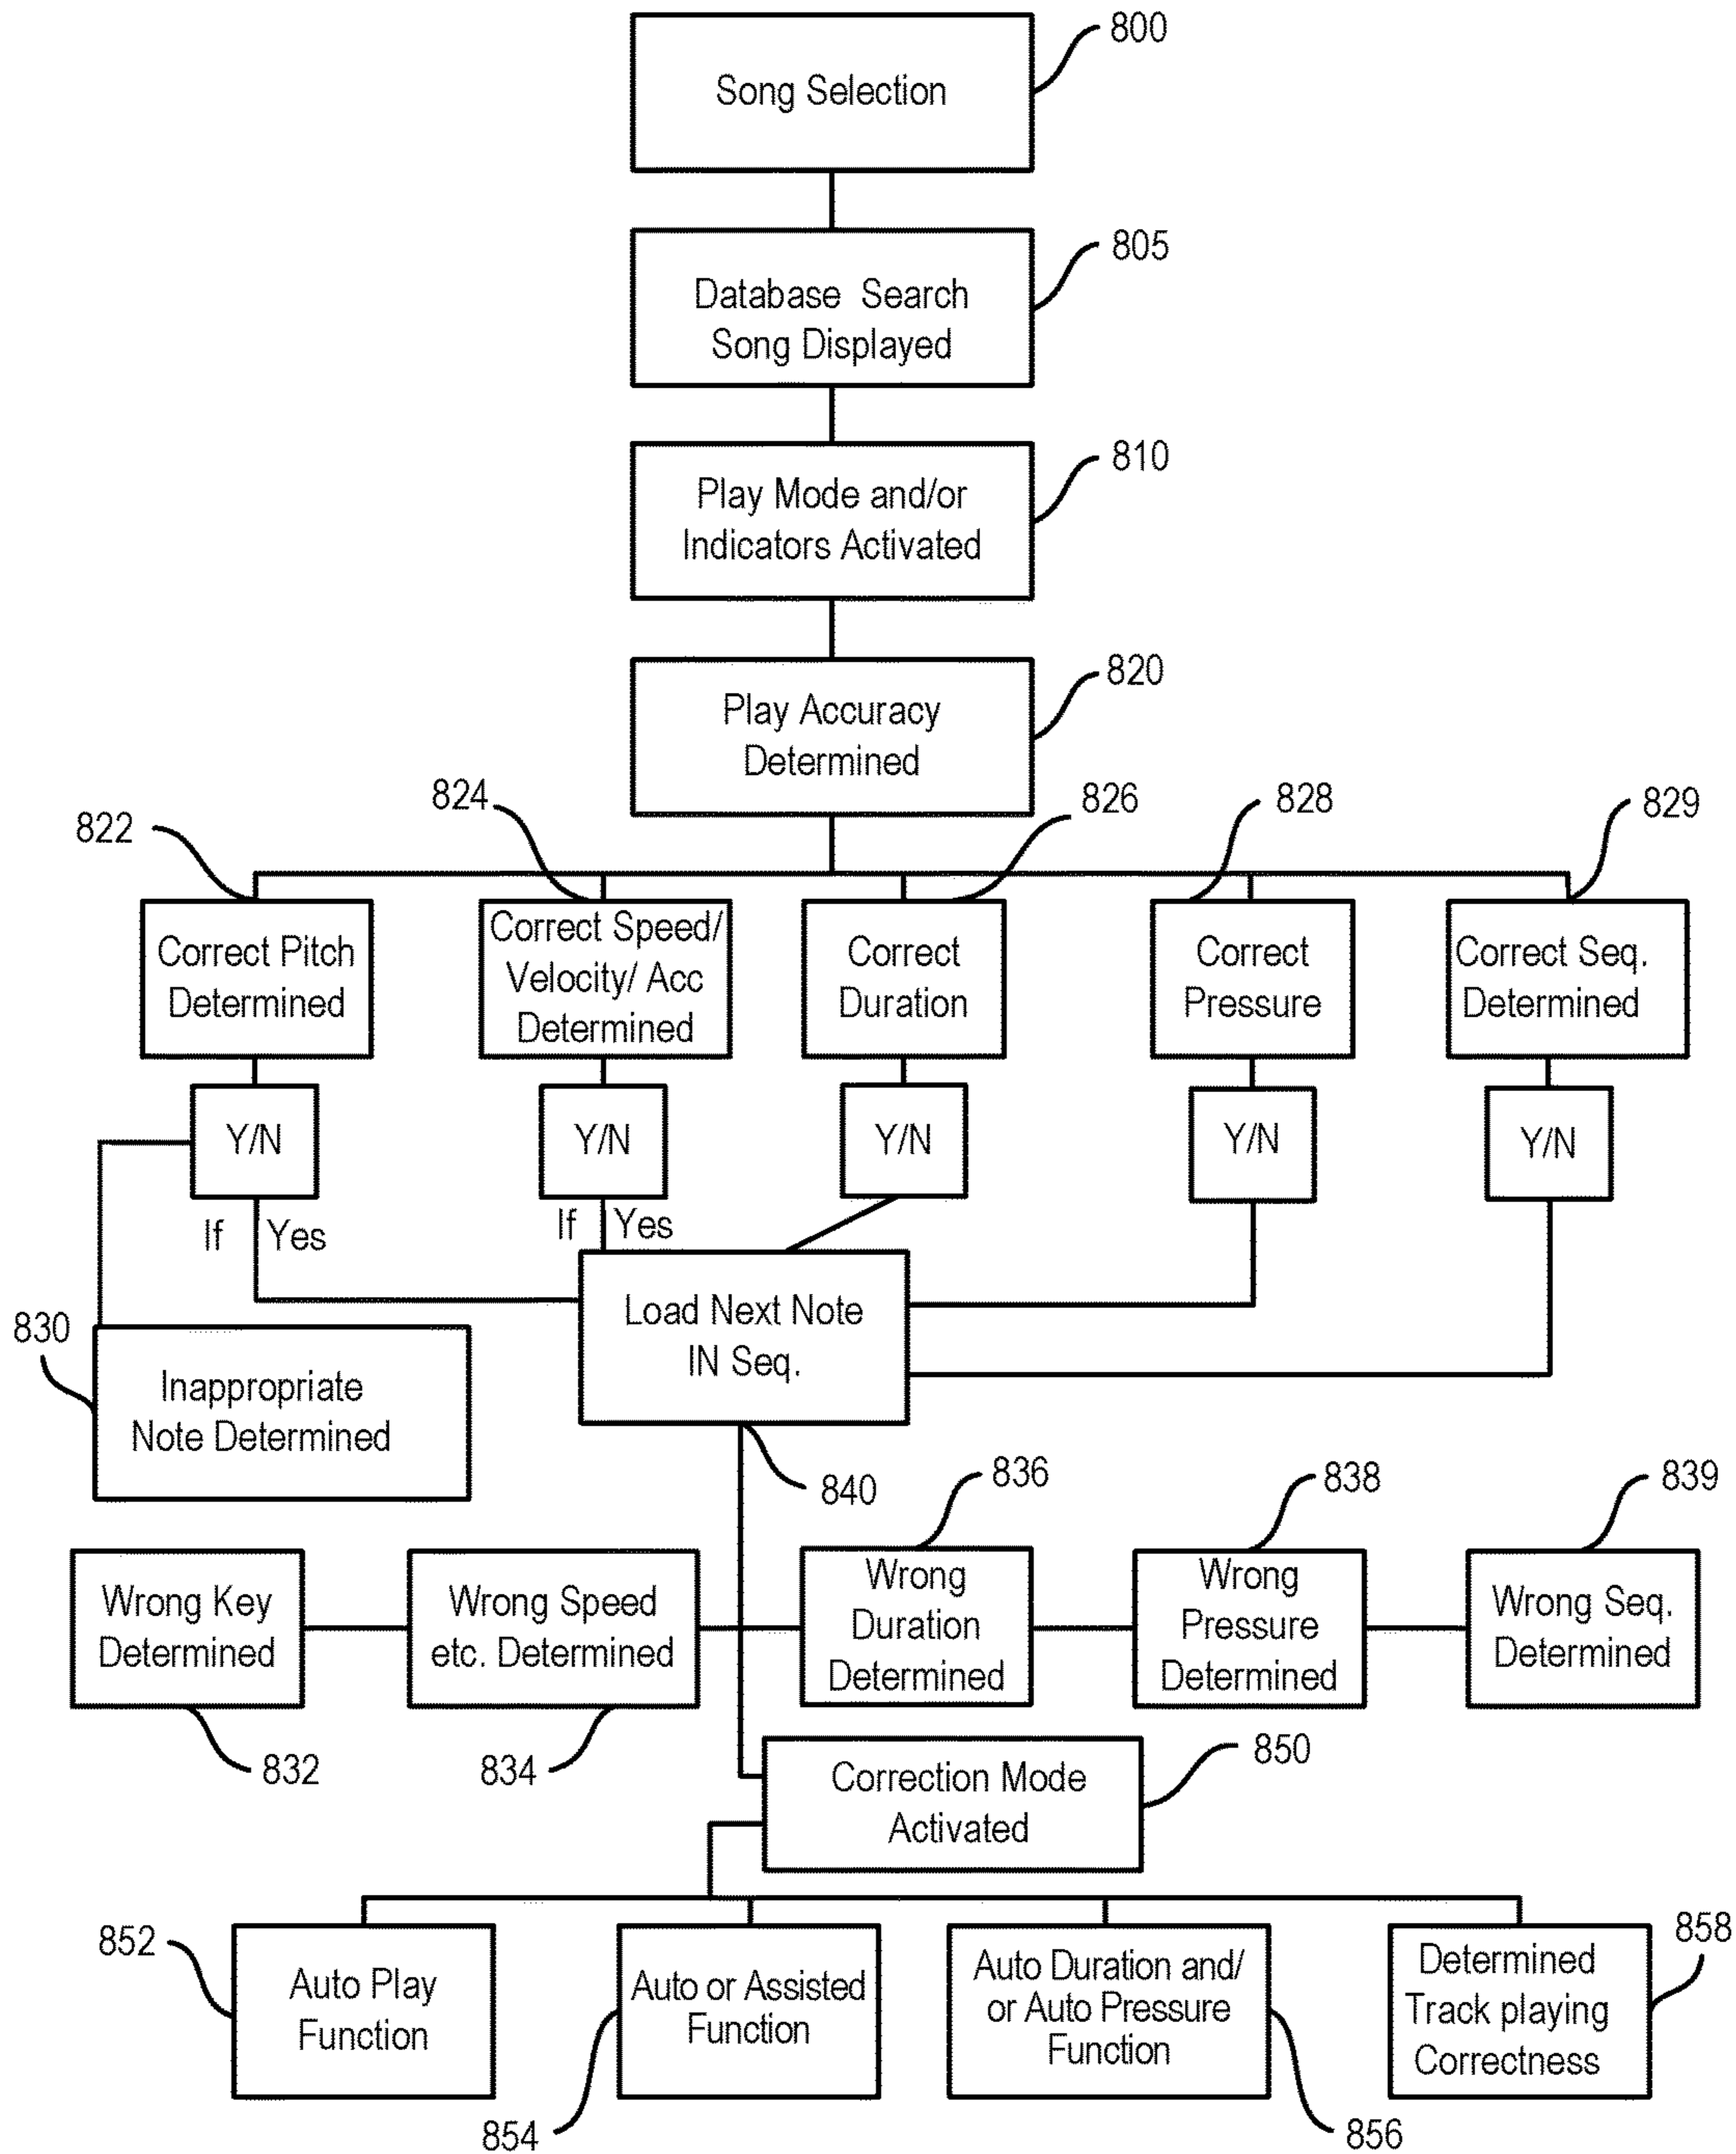 800
Song Selection
805
Database Search
Song Displayed
810
Play Mode and/or
Indicators Activated
820
Play Accuracy
Determined
822
824
826
828
829
Correct Pitch
Determined
Correct Speed/
Velocity/ Acc
Determined
Correct
Duration
Correct
Pressure
Correct Seq.
Determined
Y/N
Y/N
Y/N
Y/N
Y/N
If Yes
If Yes
Load Next Note
IN Seq.
830
Inappropriate
Note Determined
840
836
838
839
Wrong Key
Determined
Wrong Speed
etc. Determined
Wrong
Duration
Determined
Wrong
Pressure
Determined
Wrong Seq.
Determined
832
834
850
Correction Mode
Activated
852
Auto Play
Function
Auto or Assisted
Function
Auto Duration and/
or Auto Pressure
Function
Determined
Track playing
Correctness
858
854
856